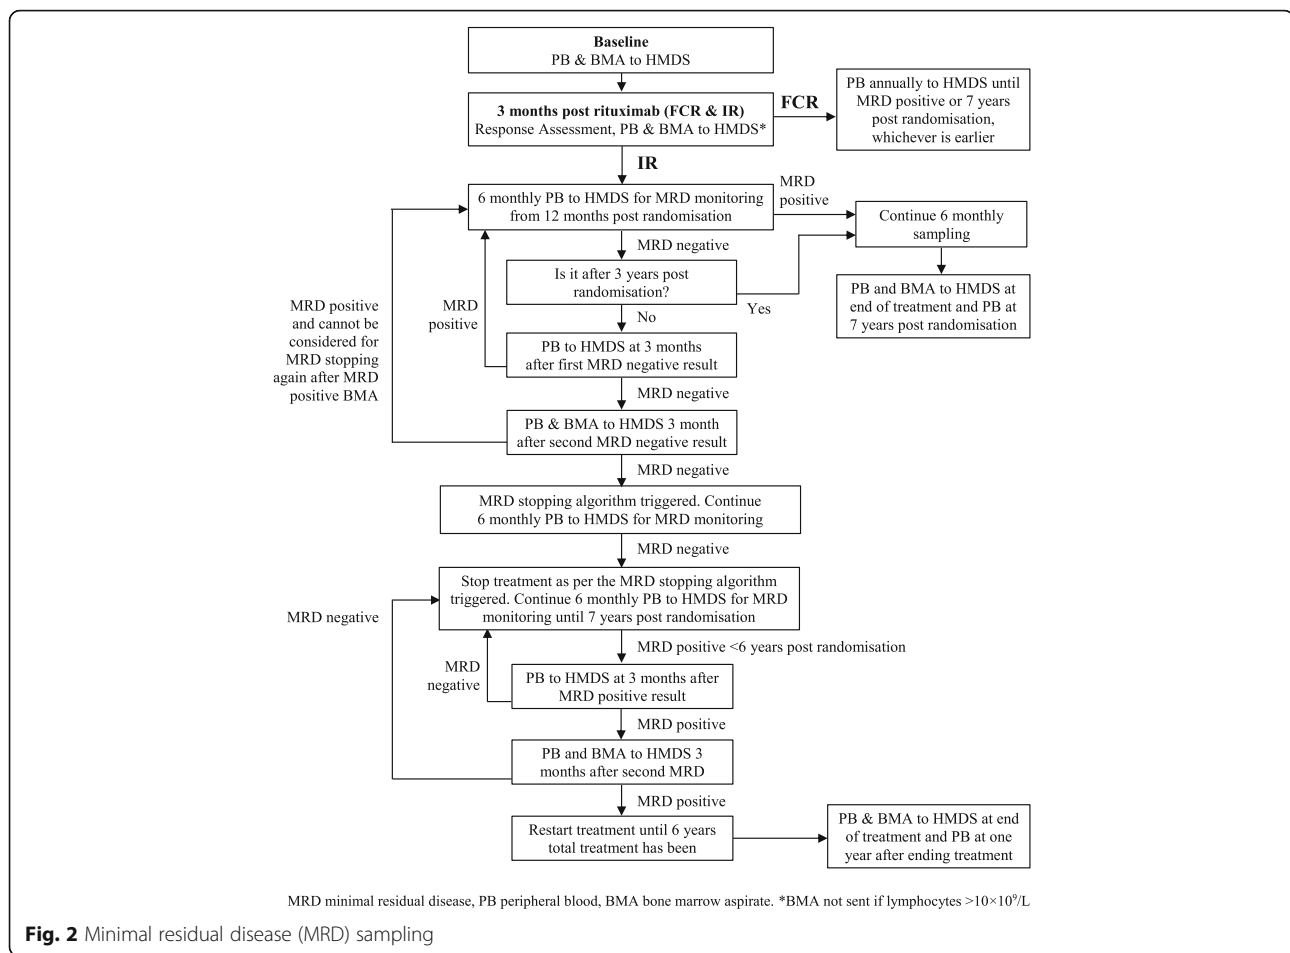 Baseline
PB & BMA to HMDS
3 months post rituximab (FCR & IR)
Response Assessment, PB & BMA to HMDS*
FCR
PB annually to HMDS until
MRD positive or 7 years
post randomisation,
whichever is earlier
IR
6 monthly PB to HMDS for MRD monitoring
from 12 months post randomisation
MRD
positive
Continue 6 monthly
sampling
PB and BMA to HMDS at
end of treatment and PB at
7 years post randomisation
MRD negative
Is it after 3 years post
randomisation?
Yes
No
MRD
positive
MRD positive
and cannot be
considered for
MRD stopping
again after MRD
positive BMA
PB to HMDS at 3 months
after first MRD negative result
MRD negative
PB & BMA to HMDS 3 month
after second MRD negative result
MRD negative
MRD stopping algorithm triggered. Continue
6 monthly PB to HMDS for MRD monitoring
MRD negative
Stop treatment as per the MRD stopping algorithm
triggered. Continue 6 monthly PB to HMDS for MRD
monitoring until 7 years post randomisation
MRD negative
MRD positive <6 years post randomisation
MRD
negative
PB to HMDS at 3 months after
MRD positive result
MRD positive
PB and BMA to HMDS 3
months after second MRD
MRD positive
Restart treatment until 6 years
total treatment has been
PB & BMA to HMDS at end
of treatment and PB at one
year after ending treatment
MRD minimal residual disease, PB peripheral blood, BMA bone marrow aspirate. *BMA not sent if lymphocytes >10×10⁹/L
Fig. 2 Minimal residual disease (MRD) sampling